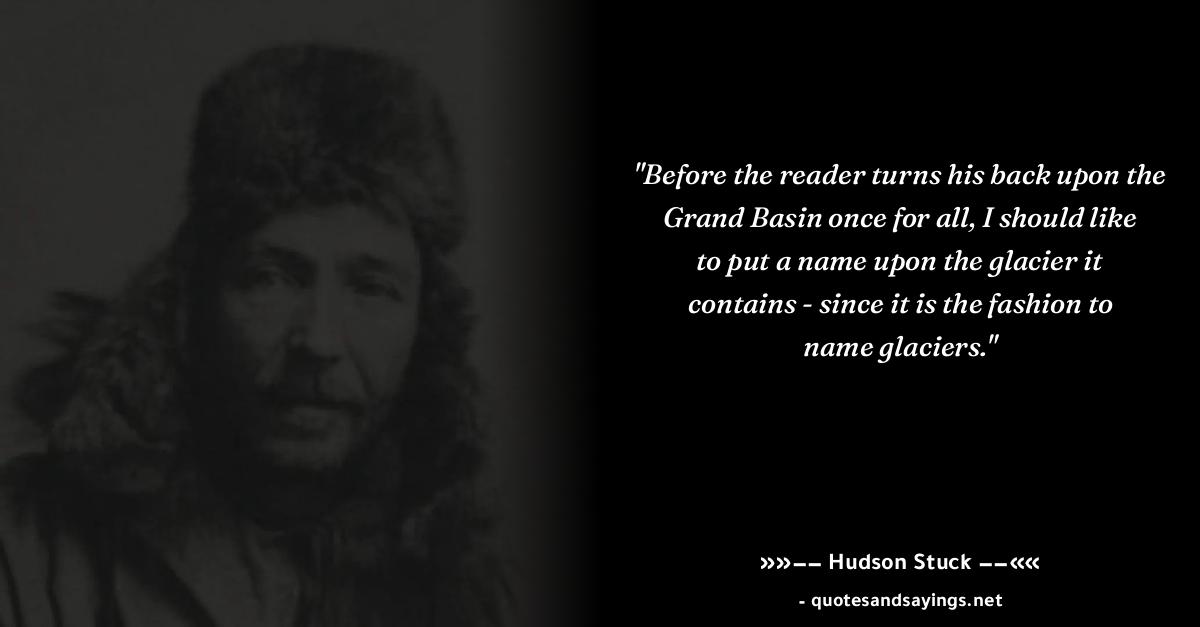 "Before the reader turns his back upon the
Grand Basin once for all, I should like
to put a name upon the glacier it
contains - since it is the fashion to
name glaciers."
»»−− Hudson Stuck −−««
- quotesandsayings.net